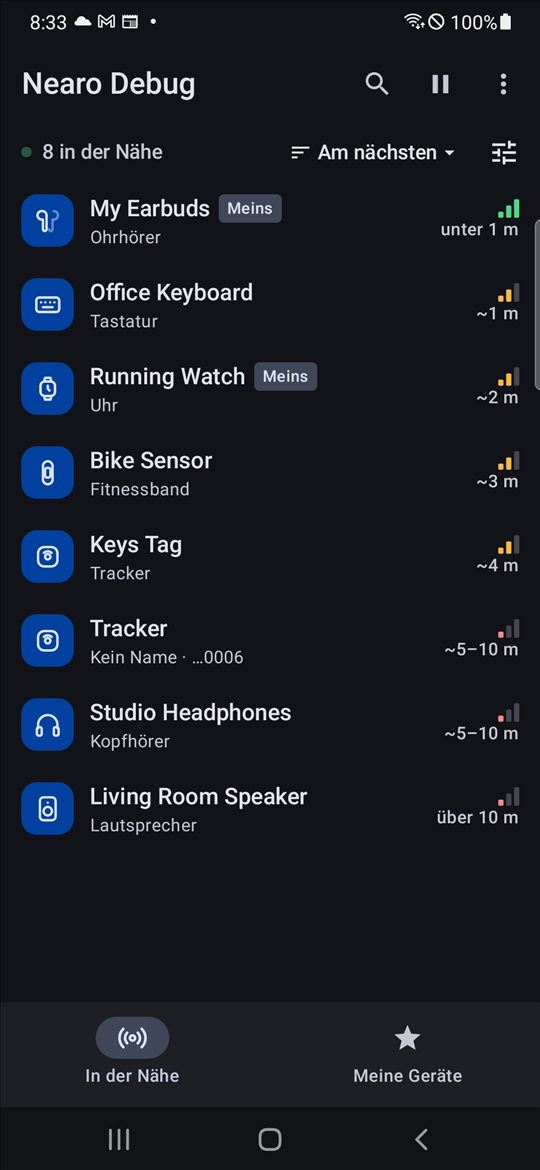 8:33 100%
Nearo Debug
8 in der Nähe Am nächsten
My Earbuds Meins
Ohrhörer unter 1 m
Office Keyboard
Tastatur ~1 m
Running Watch Meins
Uhr ~2 m
Bike Sensor
Fitnessband ~3 m
Keys Tag
Tracker ~4 m
Tracker
Kein Name · …0006 ~5–10 m
Studio Headphones
Kopfhörer ~5–10 m
Living Room Speaker
Lautsprecher über 10 m
In der Nähe Meine Geräte